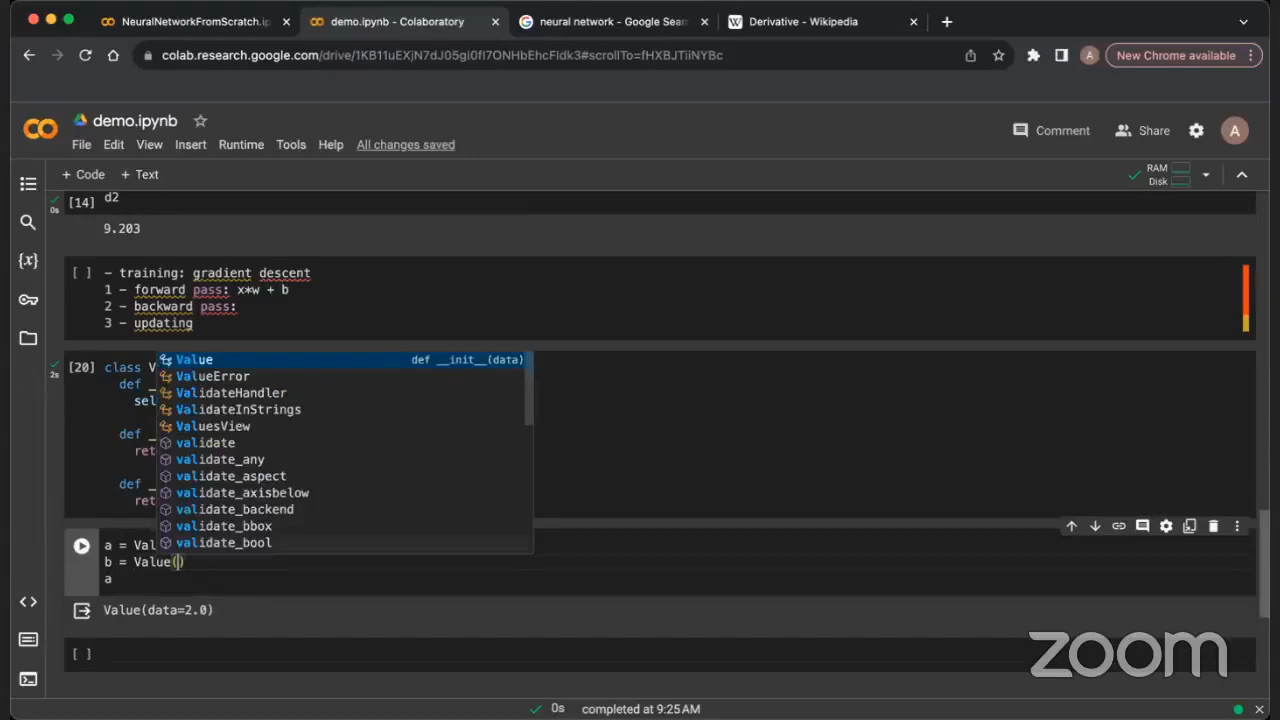 NeuralNetworkFromScratch.ip
demo.ipynb - Colaboratory
neural network - Google Sear
Derivative - Wikipedia
colab.research.google.com/drive/1KB11uEXjN7dJ05gi0fI7ONHbEhcFIdk3#scrollTo=fHXBJTiiNYBc
A
New Chrome available
demo.ipynb
Comment
Share
A
File Edit View Insert Runtime Tools Help All changes saved
+ Code + Text
RAM
Disk
0s
[14]
d2
9.203
[ ] - training: gradient descent
1 - forward pass: x*w + b
2 - backward pass:
3 - updating
2s
[20] class V
def _
sel
def _
ret
def _
ret
Value def __init__(data)
ValueError
ValidateHandler
ValidateInStrings
ValuesView
validate
validate_any
validate_aspect
validate_axisbelow
validate_backend
validate_bbox
validate_bool
a = Val
b = Value()
a
Value(data=2.0)
[ ]
zoom
0s completed at 9:25AM